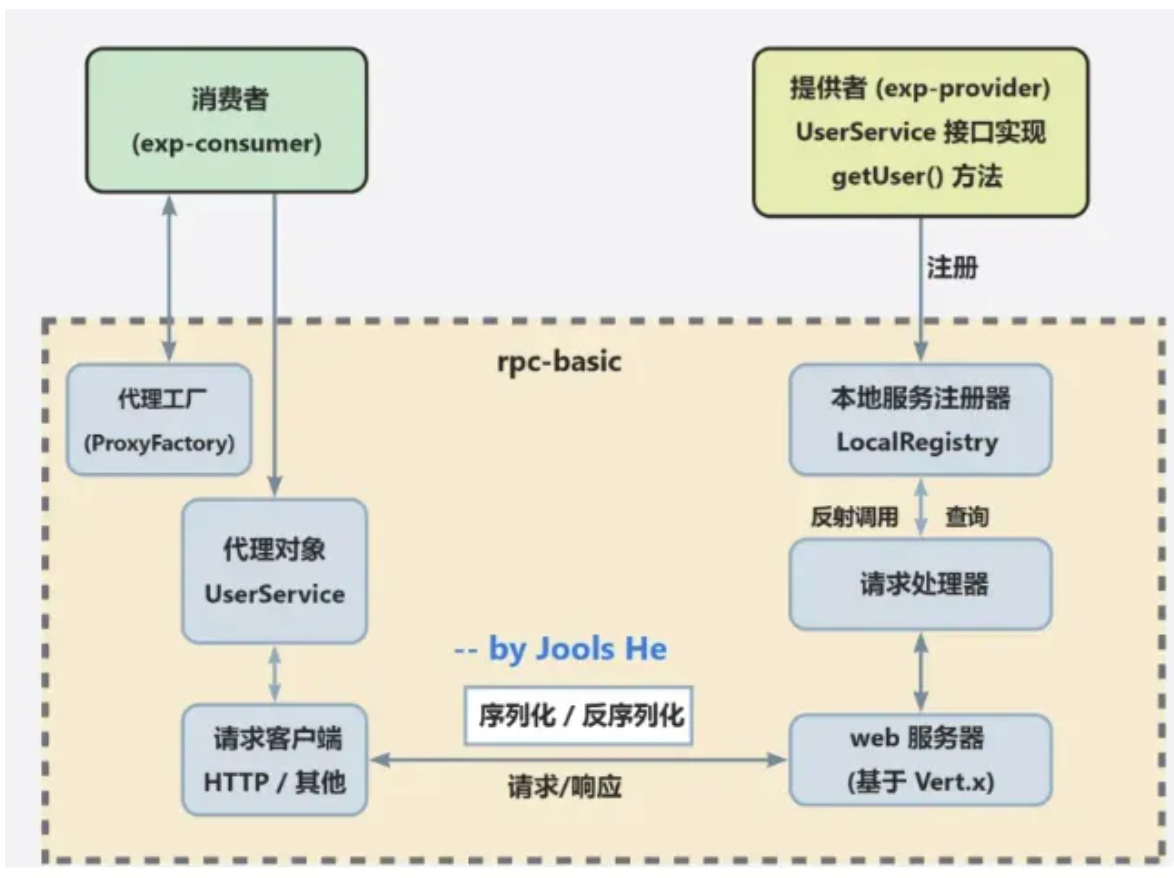 消费者
(exp-consumer)
提供者 (exp-provider)
UserService 接口实现
getUser() 方法
注册
rpc-basic
代理工厂
(ProxyFactory)
本地服务注册器
LocalRegistry
代理对象
UserService
反射调用
查询
请求处理器
-- by Jools He
序列化 / 反序列化
请求客户端
HTTP / 其他
请求/响应
web 服务器
(基于 Vert.x)